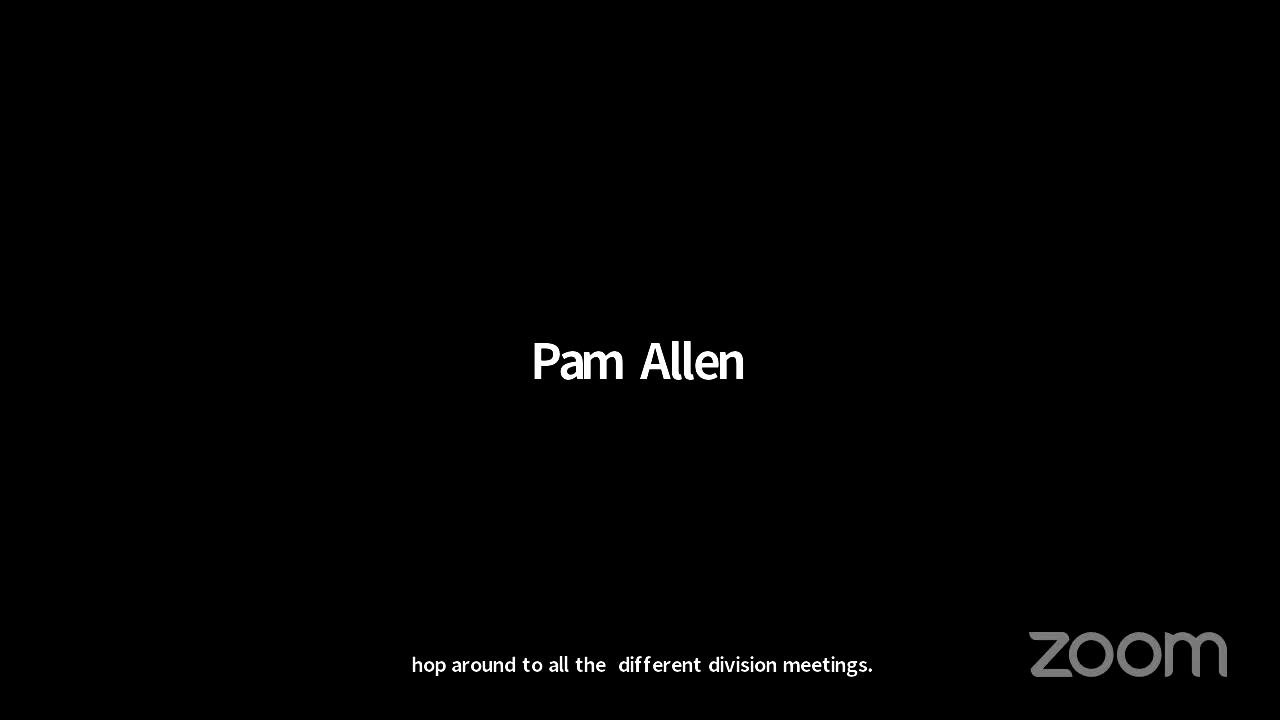 Pam Allen
hop around to all the different division meetings.
zoom